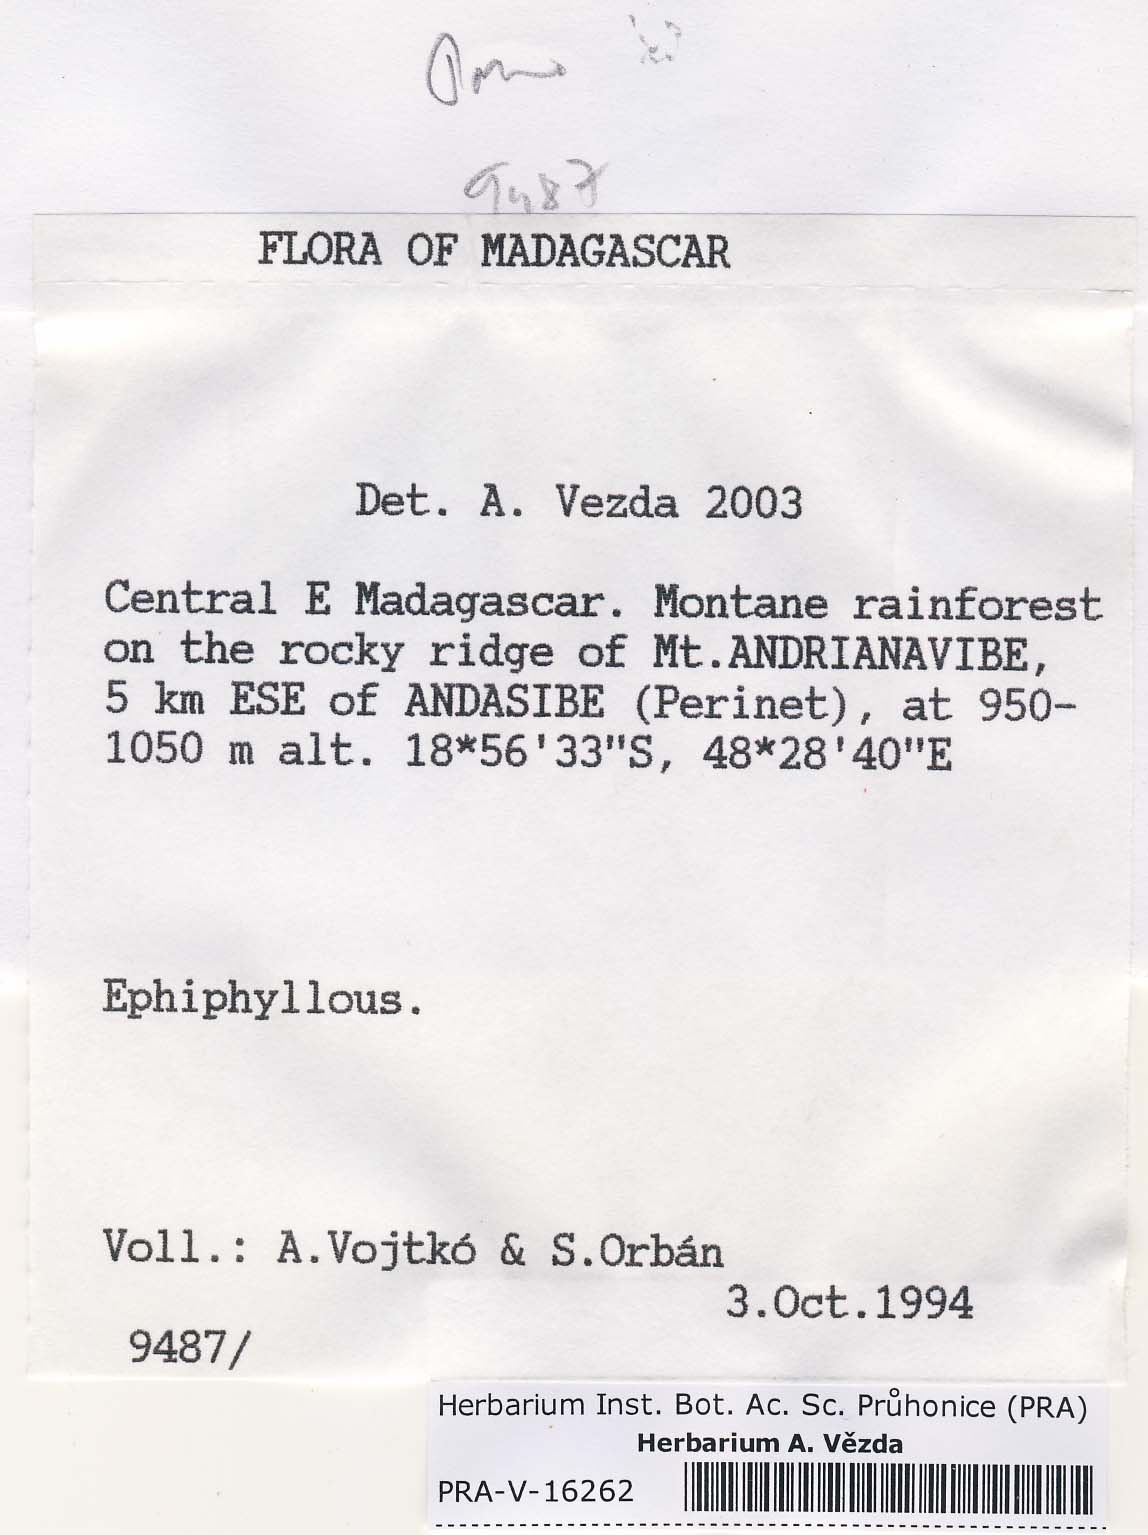 9487
FLORA OF MADAGASCAR
Det. A. Vezda 2003
Central E Madagascar. Montane rainforest
on the rocky ridge of Mt.ANDRIANAVIBE,
5 km ESE of ANDASIBE (Perinet), at 950-
1050 m alt. 18*56'33"S, 48*28'40"E
Ephiphyllous.
Voll.: A.Vojtkó & S.Orbán
3.Oct.1994
9487/
Herbarium Inst. Bot. Ac. Sc. Průhonice (PRA)
Herbarium A. Vězda
PRA-V-16262